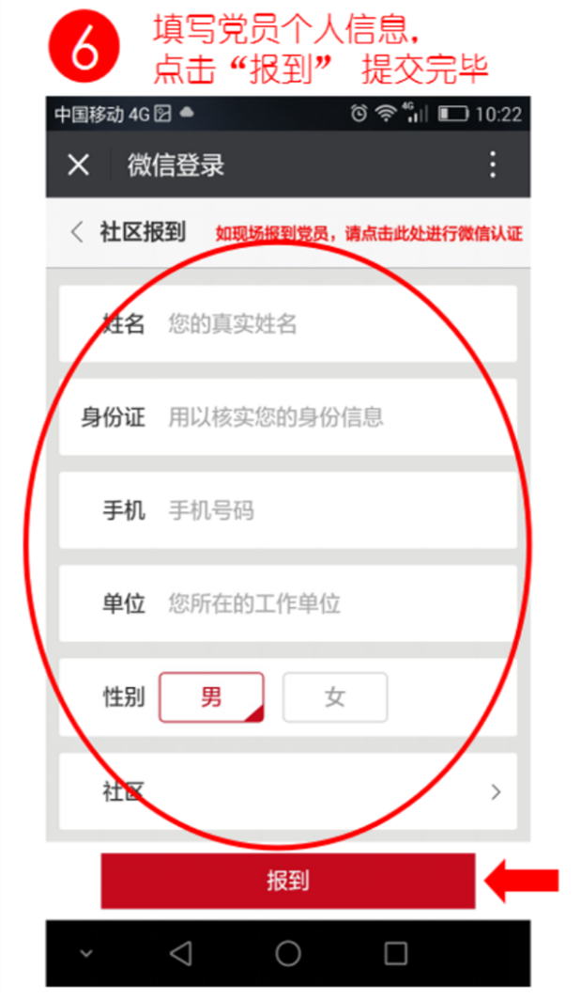 6
填写党员个人信息，
点击“报到” 提交完毕
中国移动 4G 4G 10:22
微信登录
社区报到 如现场报到党员，请点击此处进行微信认证
姓名 您的真实姓名
身份证 用以核实您的身份信息
手机 手机号码
单位 您所在的工作单位
性别 男 女
社区
报到